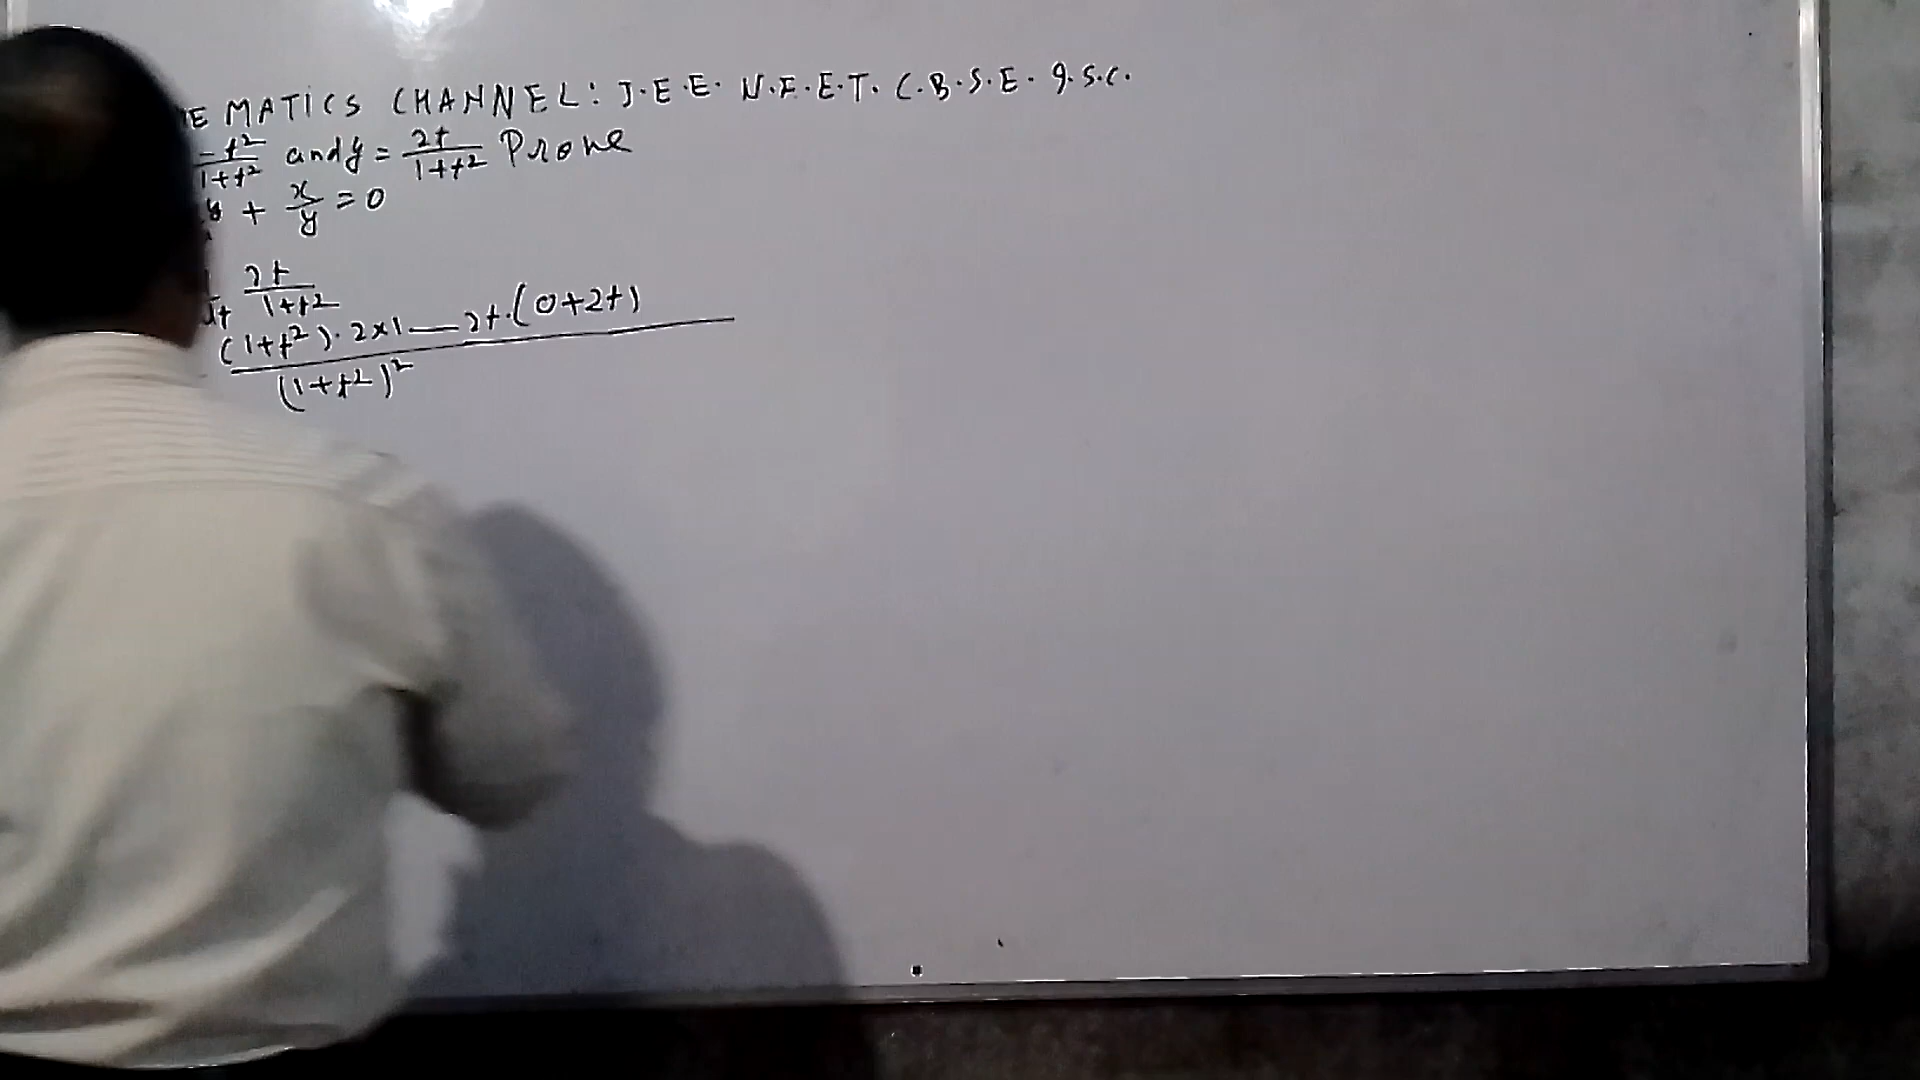 EMATICS CHANNEL: J.E.E. N.E.E.T. C.B.S.E. I.S.C.
-t²/1+t² and y = 2t/1+t² Prove
y + x/y = 0
2t/1+t²
(1+t²)·2×1 — 2t·(0+2t)
(1+t²)²